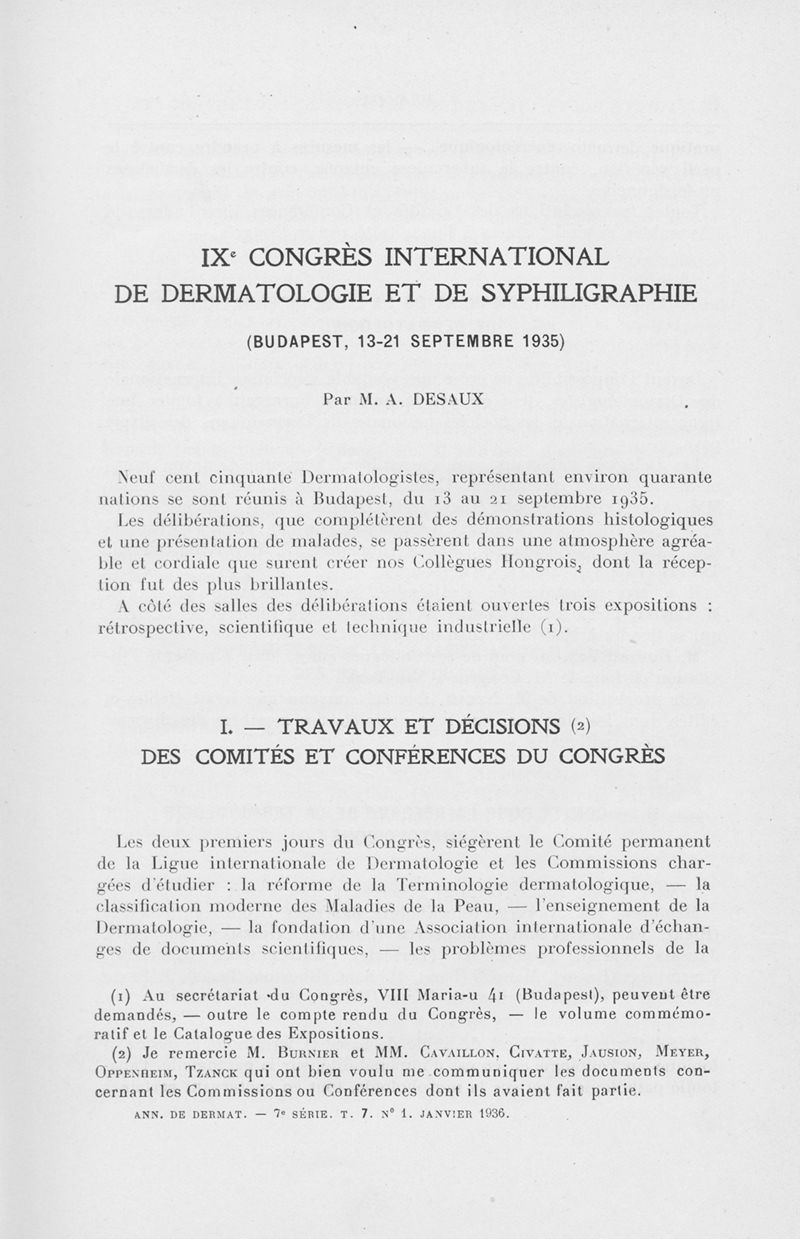 IXe CONGRÈS INTERNATIONAL
DE DERMATOLOGIE ET DE SYPHILIGRAPHIE
(BUDAPEST, 13-21 SEPTEMBRE 1935)
Par M. A. DESAUX
Neuf cent cinquante Dermatologistes, représentant environ quarante
nations se sont réunis à Budapest, du 13 au 21 septembre 1935.
Les délibérations, que complétèrent des démonstrations histologiques
et une présentation de malades, se passèrent dans une atmosphère agréa-
ble et cordiale que surent créer nos Collègues Hongrois, dont la récep-
tion fut des plus brillantes.
A côté des salles des délibérations étaient ouvertes trois expositions :
rétrospective, scientifique et technique industrielle (1).
I. — TRAVAUX ET DÉCISIONS (2)
DES COMITÉS ET CONFÉRENCES DU CONGRÈS
Les deux premiers jours du Congrès, siégèrent le Comité permanent
de la Ligue internationale de Dermatologie et les Commissions char-
gées d'étudier : la réforme de la Terminologie dermatologique, — la
classification moderne des Maladies de la Peau, — l'enseignement de la
Dermatologie, — la fondation d'une Association internationale d'échan-
ges de documents scientifiques, — les problèmes professionnels de la
(1) Au secrétariat du Congrès, VIII Maria-u 41 (Budapest), peuvent être
demandés, — outre le compte rendu du Congrès, — le volume commémo-
ratif et le Catalogue des Expositions.
(2) Je remercie M. BURNIER et MM. CAVAILLON, CIVATTE, JAUSION, MEYER,
OPPENHEIM, TZANCK qui ont bien voulu me communiquer les documents con-
cernant les Commissions ou Conférences dont ils avaient fait partie.
ANN. DE DERMAT. — 7e SÉRIE. T. 7. N° 1. JANVIER 1936.